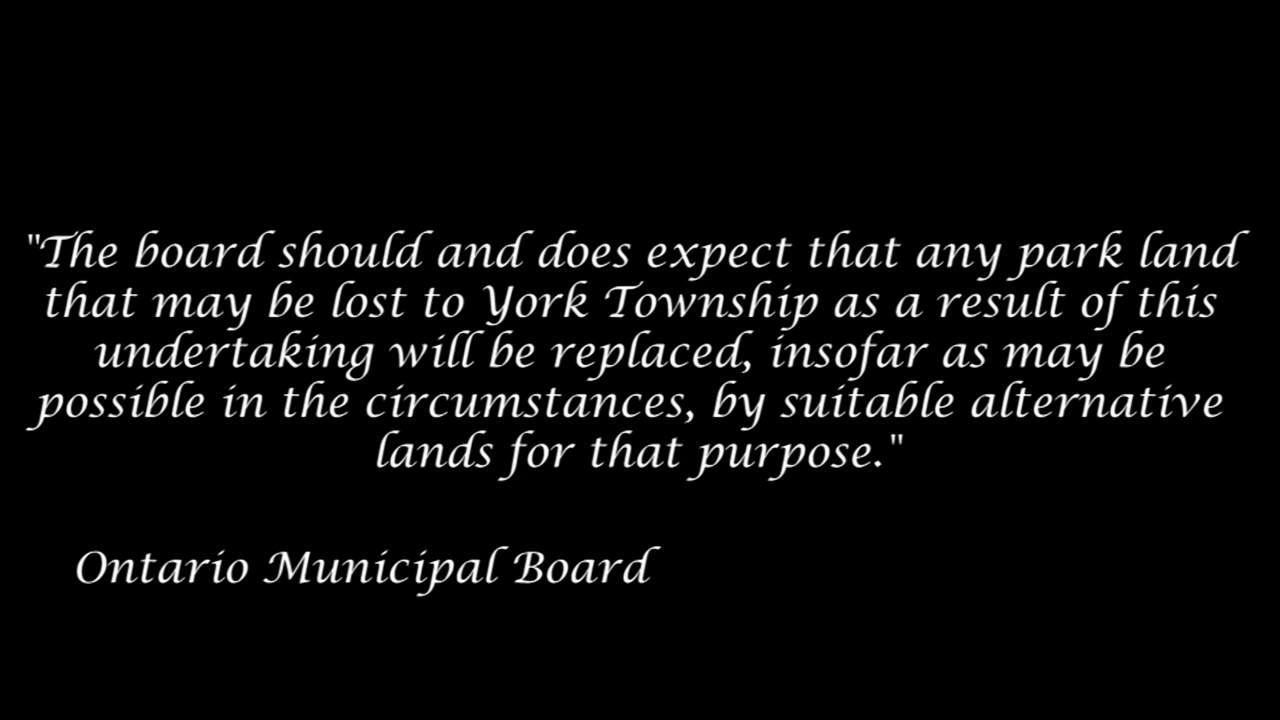 "The board should and does expect that any park land
that may be lost to York Township as a result of this
undertaking will be replaced, insofar as may be
possible in the circumstances, by suitable alternative
lands for that purpose."
Ontario Municipal Board